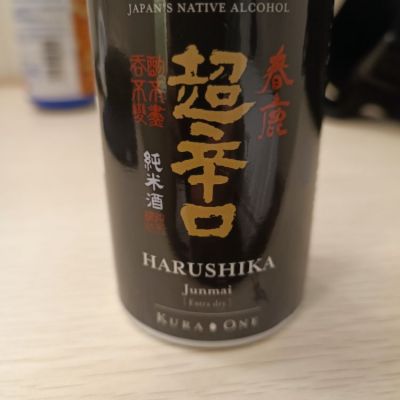 JAPAN'S NATIVE ALCOHOL
春鹿
超辛口
純米酒
HARUSHIKA
Junmai
[Extra dry]
KURA ONE